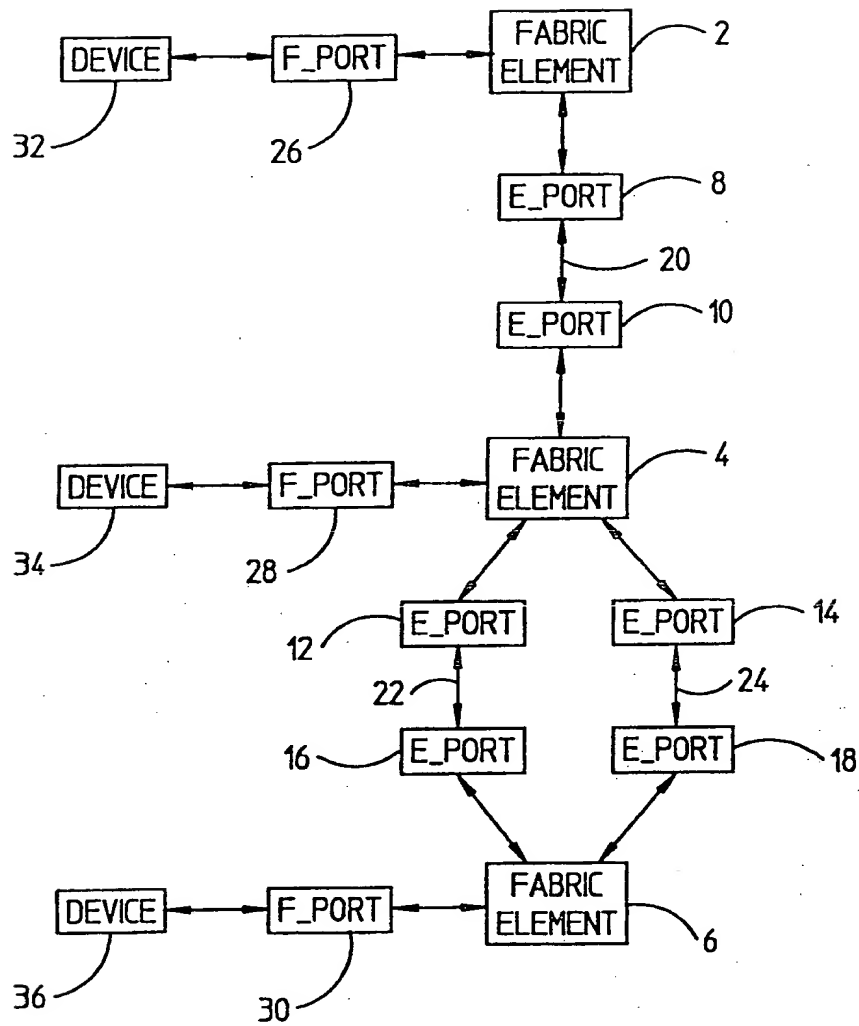 DEVICE
F_PORT
FABRIC
ELEMENT
2
32
26
E_PORT
8
20
E_PORT
10
DEVICE
F_PORT
FABRIC
ELEMENT
4
34
28
12
E_PORT
E_PORT
14
22
24
16
E_PORT
E_PORT
18
DEVICE
F_PORT
FABRIC
ELEMENT
6
36
30